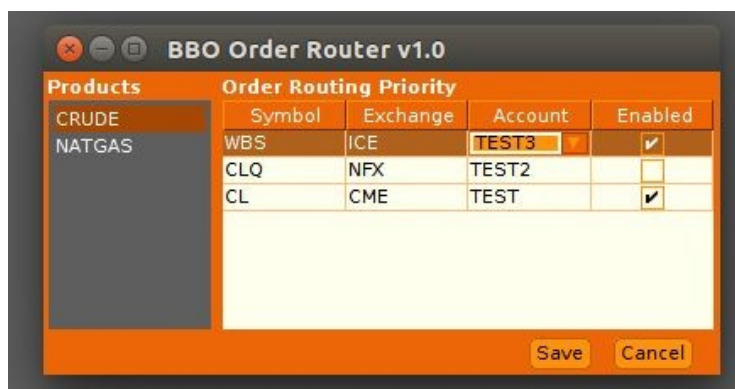 BBO Order Router v1.0
Products
Order Routing Priority
CRUDE
NATGAS
Symbol Exchange Account Enabled
WBS ICE TEST3
CLQ NFX TEST2
CL CME TEST
Save Cancel